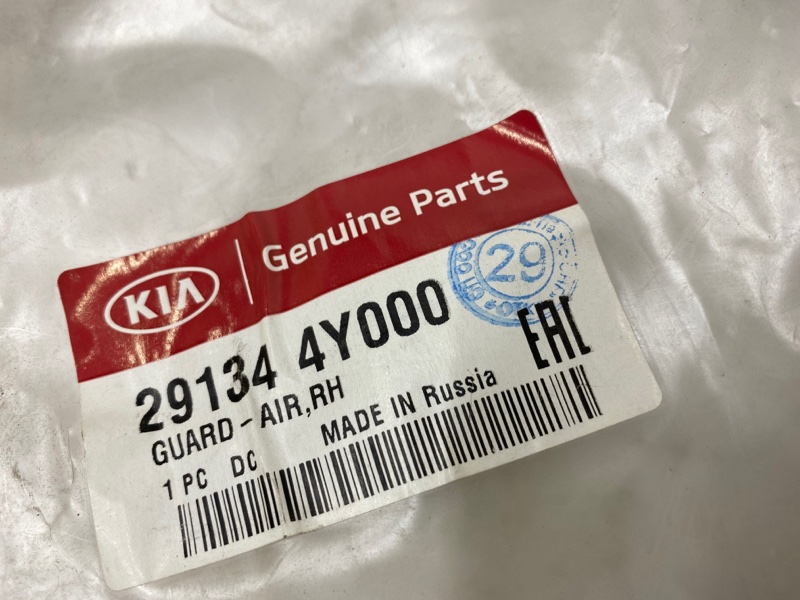 KIA Genuine Parts
29134 4Y000
29
GUARD-AIR,RH
EAC
MADE IN Russia
1 PC DC